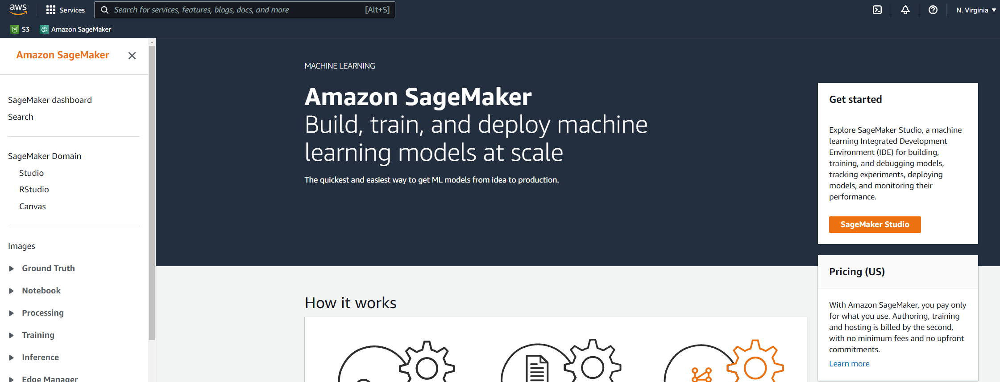 aws
Services
Search for services, features, blogs, docs, and more
[Alt+S]
N. Virginia
S3
Amazon SageMaker
Amazon SageMaker
SageMaker dashboard
Search
SageMaker Domain
Studio
RStudio
Canvas
Images
Ground Truth
Notebook
Processing
Training
Inference
Edge Manager
MACHINE LEARNING
Amazon SageMaker
Build, train, and deploy machine
learning models at scale
The quickest and easiest way to get ML models from idea to production.
Get started
Explore SageMaker Studio, a machine
learning Integrated Development
Environment (IDE) for building,
training, and debugging models,
tracking experiments, deploying
models, and monitoring their
performance.
SageMaker Studio
Pricing (US)
With Amazon SageMaker, you pay only
for what you use. Authoring, training
and hosting is billed by the second,
with no minimum fees and no upfront
commitments.
Learn more
How it works